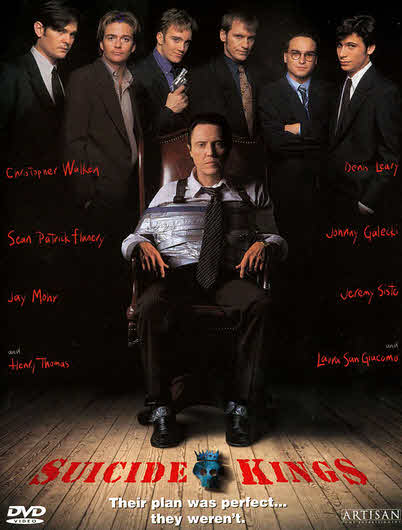 Christopher Walken
Denis Leary
Sean Patrick Flanery
Johnny Galecki
Jay Mohr
Jeremy Sisto
and
Henry Thomas
and
Laura San Giacomo
SUICIDE KINGS
Their plan was perfect...
they weren't.
DVD
VIDEO
ARTISAN